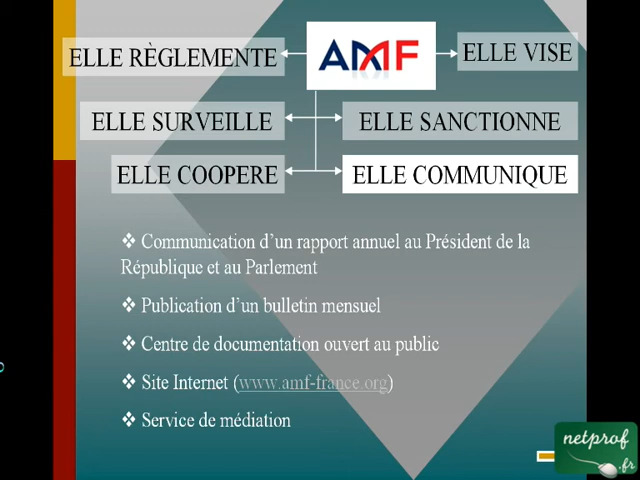 ELLE RÈGLEMENTE
AMF
ELLE VISE
ELLE SURVEILLE
ELLE SANCTIONNE
ELLE COOPERE
ELLE COMMUNIQUE
❖ Communication d'un rapport annuel au Président de la
République et au Parlement
❖ Publication d'un bulletin mensuel
❖ Centre de documentation ouvert au public
❖ Site Internet (www.amf-france.org)
❖ Service de médiation
netprof
.fr